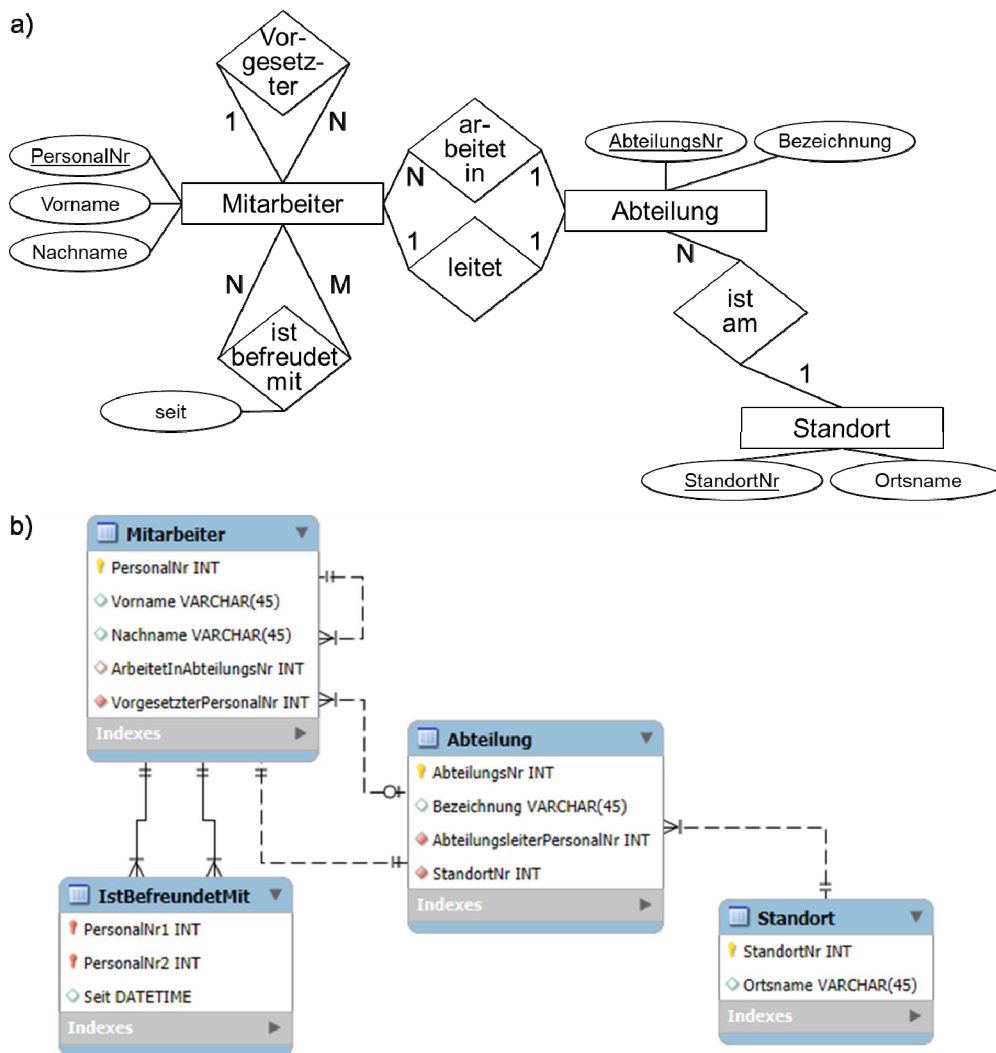 a)
Vor-
gesetz-
ter
1
N
PersonalNr
Vorname
Nachname
Mitarbeiter
N
M
ist
befreudet
mit
seit
ar-
beitet
in
N
1
1
1
leitet
AbteilungsNr
Bezeichnung
Abteilung
N
ist
am
1
Standort
StandortNr
Ortsname
b)
Mitarbeiter
PersonalNr INT
Vorname VARCHAR(45)
Nachname VARCHAR(45)
ArbeitetInAbteilungsNr INT
VorgesetzterPersonalNr INT
Indexes
Abteilung
AbteilungsNr INT
Bezeichnung VARCHAR(45)
AbteilungsleiterPersonalNr INT
StandortNr INT
Indexes
IstBefreundetMit
PersonalNr1 INT
PersonalNr2 INT
Seit DATETIME
Indexes
Standort
StandortNr INT
Ortsname VARCHAR(45)
Indexes